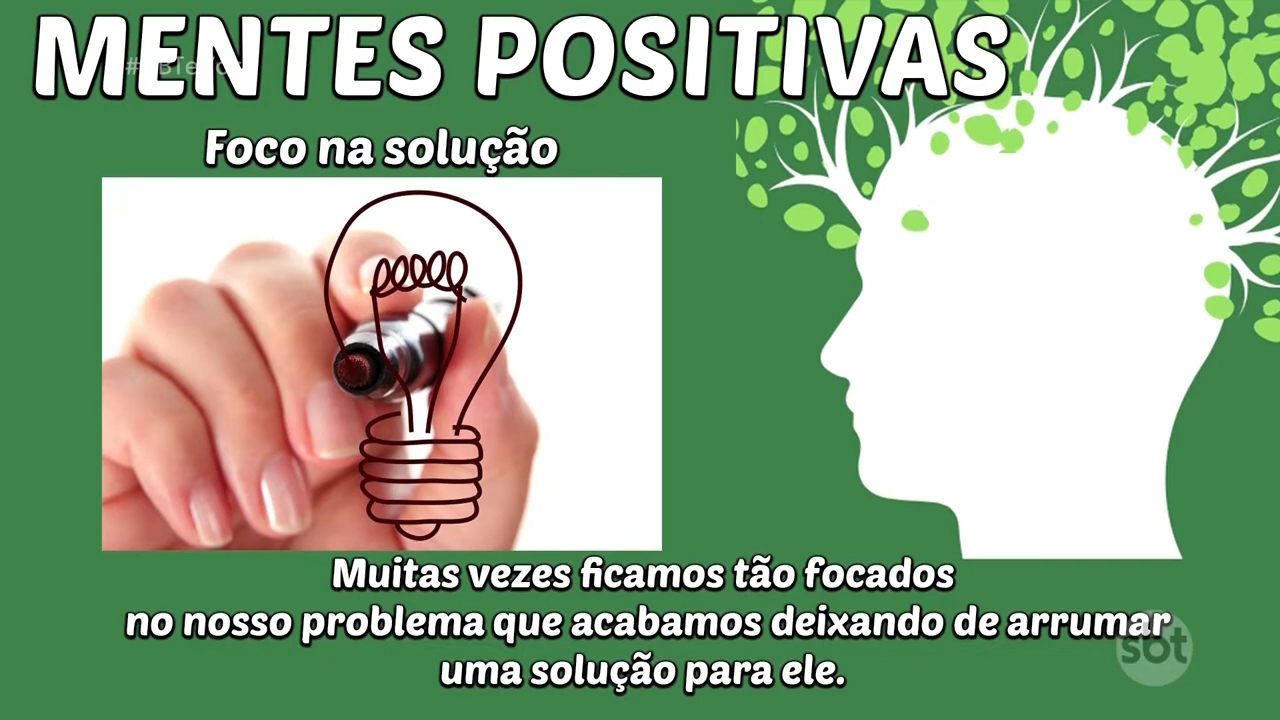 MENTES POSITIVAS
Foco na solução
Muitas vezes ficamos tão focados
no nosso problema que acabamos deixando de arrumar
uma solução para ele.
sbt